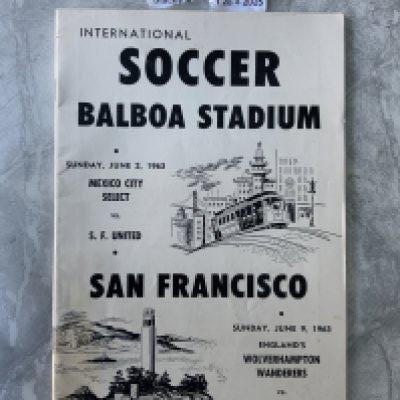 INTERNATIONAL
SOCCER
BALBOA STADIUM
SUNDAY, JUNE 2, 1963
MEXICO CITY
SELECT
vs.
S. F. UNITED
SAN FRANCISCO
SUNDAY, JUNE 9, 1963
ENGLAND'S
WOLVERHAMPTON
WANDERERS
vs.